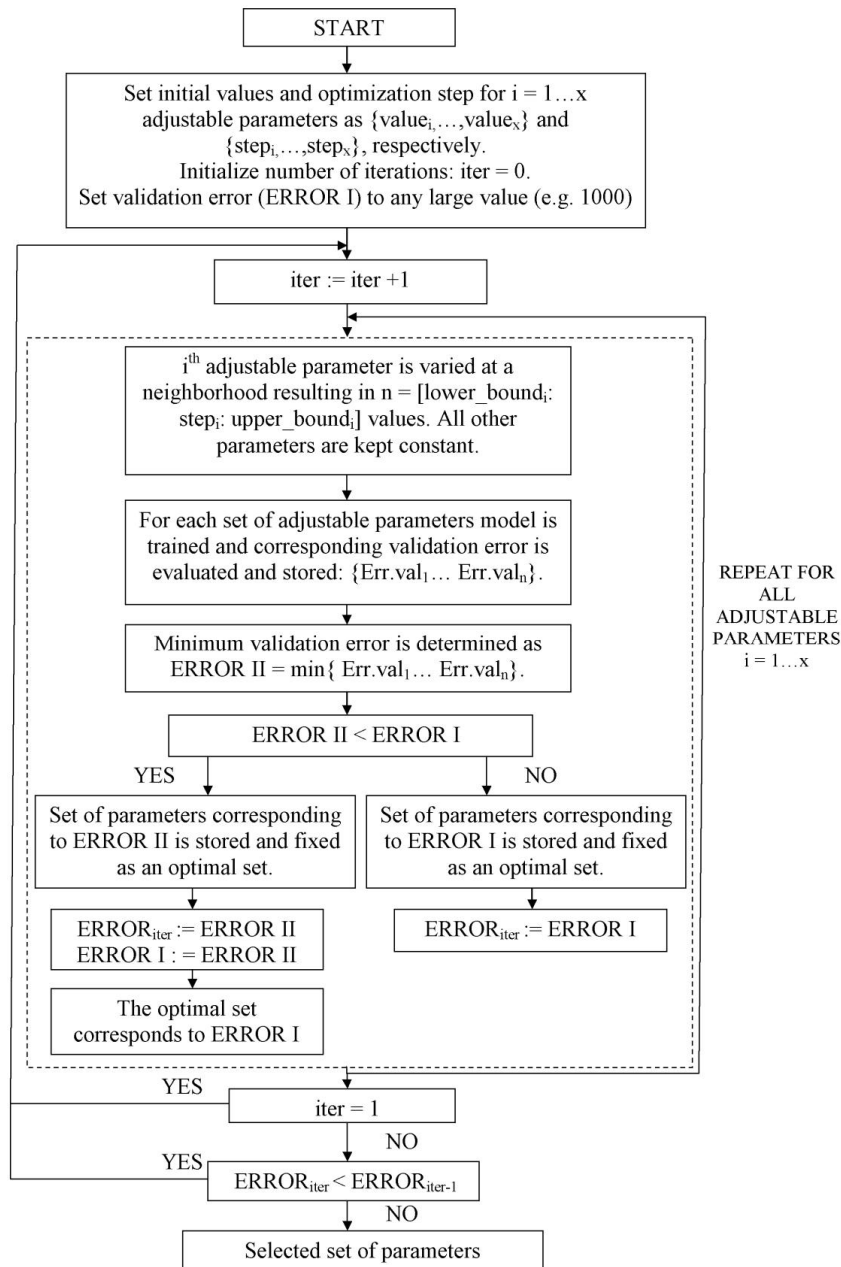 START
Set initial values and optimization step for i = 1…x
adjustable parameters as {valueᵢ,…,valueₓ} and
{stepᵢ,…,stepₓ}, respectively.
Initialize number of iterations: iter = 0.
Set validation error (ERROR I) to any large value (e.g. 1000)
iter := iter +1
iᵗʰ adjustable parameter is varied at a
neighborhood resulting in n = [lower_boundᵢ:
stepᵢ: upper_boundᵢ] values. All other
parameters are kept constant.
For each set of adjustable parameters model is
trained and corresponding validation error is
evaluated and stored: {Err.val₁… Err.valₙ}.
REPEAT FOR
ALL
ADJUSTABLE
PARAMETERS
i = 1…x
Minimum validation error is determined as
ERROR II = min{ Err.val₁… Err.valₙ}.
ERROR II < ERROR I
YES
NO
Set of parameters corresponding
to ERROR II is stored and fixed
as an optimal set.
Set of parameters corresponding
to ERROR I is stored and fixed
as an optimal set.
ERRORiter := ERROR II
ERROR I : = ERROR II
ERRORiter := ERROR I
The optimal set
corresponds to ERROR I
YES
iter = 1
NO
YES
ERRORiter < ERRORiter-1
NO
Selected set of parameters